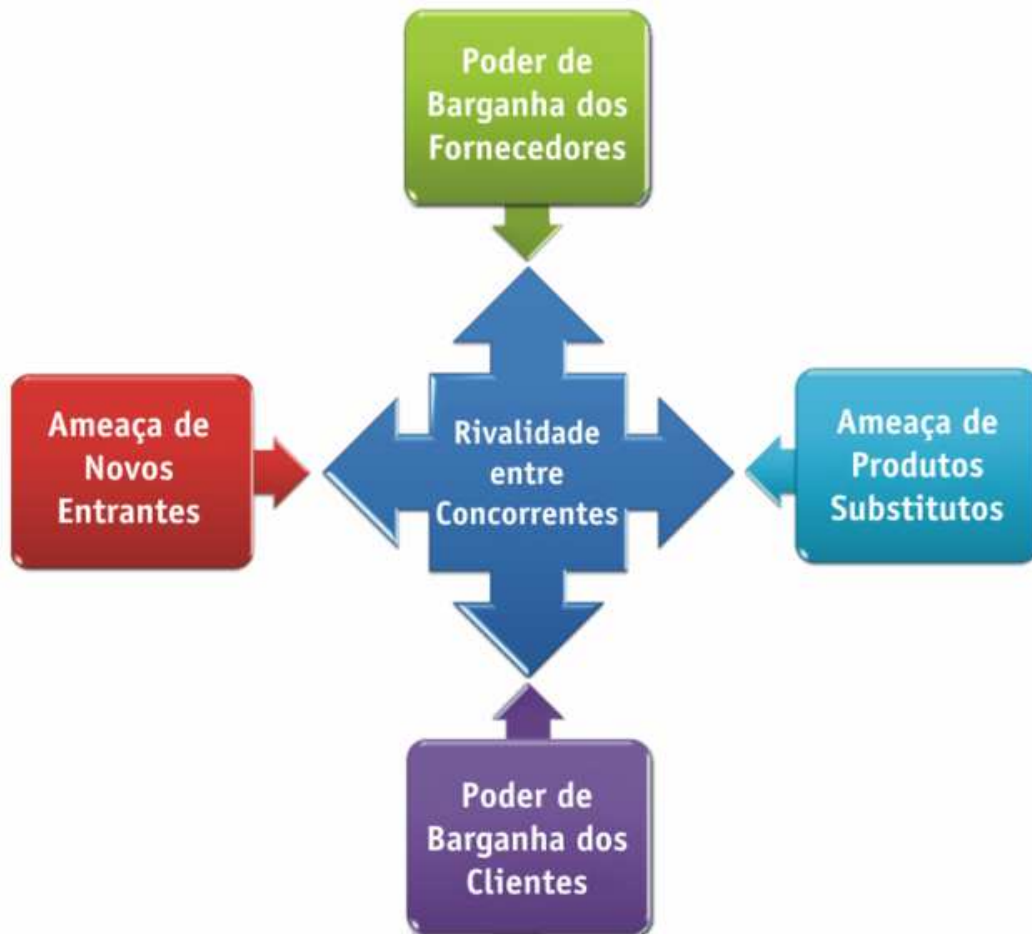 Poder de
Barganha dos
Fornecedores
Ameaça de
Novos
Entrantes
Rivalidade
entre
Concorrentes
Ameaça de
Produtos
Substitutos
Poder de
Barganha dos
Clientes